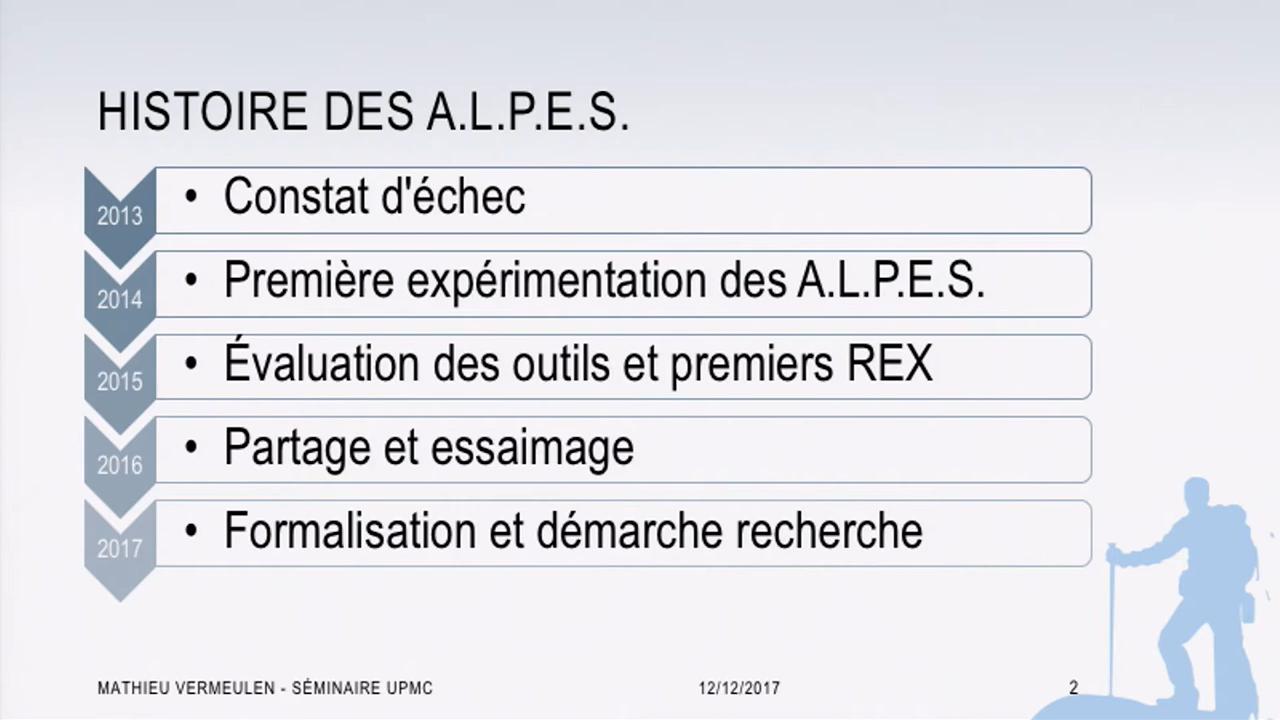 HISTOIRE DES A.L.P.E.S.
2013
• Constat d'échec
2014
• Première expérimentation des A.L.P.E.S.
2015
• Évaluation des outils et premiers REX
2016
• Partage et essaimage
2017
• Formalisation et démarche recherche
MATHIEU VERMEULEN - SÉMINAIRE UPMC 12/12/2017 2